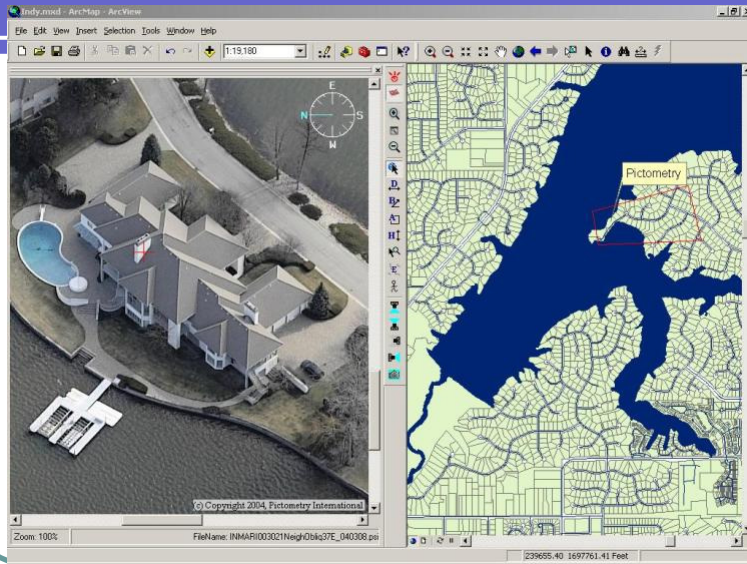 Indy.mxd - ArcMap - ArcView
File Edit View Insert Selection Tools Window Help
1:19,180
E
N S
W
Pictometry
(c) Copyright 2004, Pictometry International
Zoom: 100%
FileName: INMARI003021NeighObliq37E_040308.psi
239655.40 1697761.41 Feet